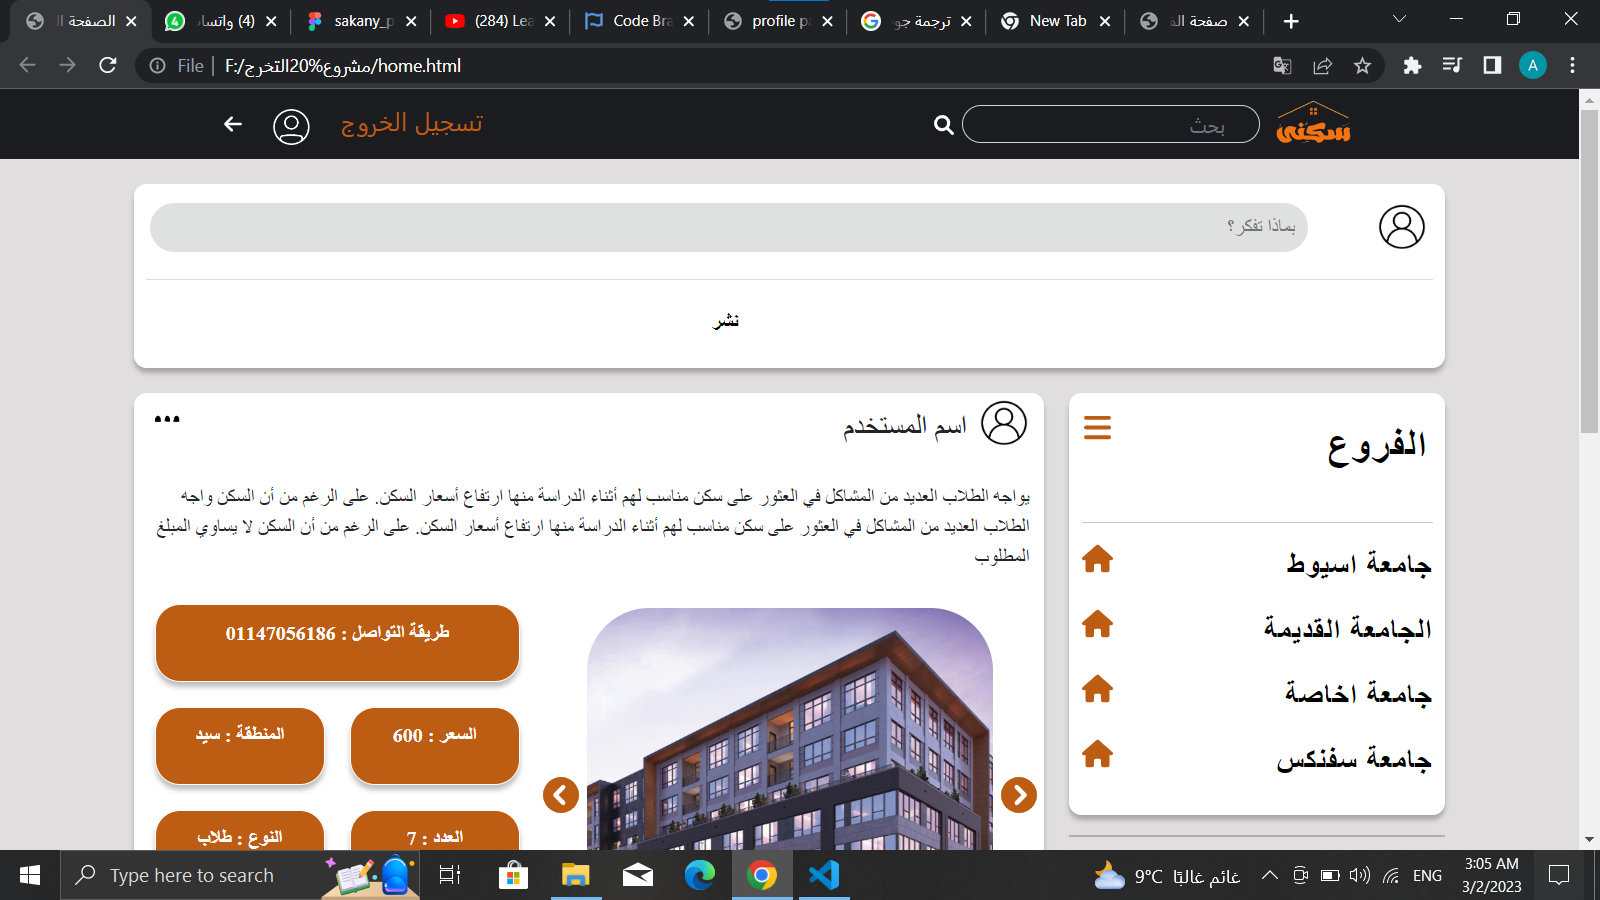 الصفحة ال
(4) واتساب
sakany_p
(284) Lea
Code Bra
profile pa
ترجمة جو
New Tab
صفحة الف
File
F:/مشروع%20التخرج/home.html
A
سكني
بحث
تسجيل الخروج
بماذا تفكر؟
نشر
الفروع
جامعة اسيوط
الجامعة القديمة
جامعة اخاصة
جامعة سفنكس
اسم المستخدم
يواجه الطلاب العديد من المشاكل في العثور على سكن مناسب لهم أثناء الدراسة منها ارتفاع أسعار السكن. على الرغم من أن السكن واجه
الطلاب العديد من المشاكل في العثور على سكن مناسب لهم أثناء الدراسة منها ارتفاع أسعار السكن. على الرغم من أن السكن لا يساوي المبلغ
المطلوب
طريقة التواصل : 01147056186
السعر : 600
المنطقة : سيد
العدد : 7
النوع : طلاب
Type here to search
9°C غائم غالبًا
ENG
3:05 AM
3/2/2023